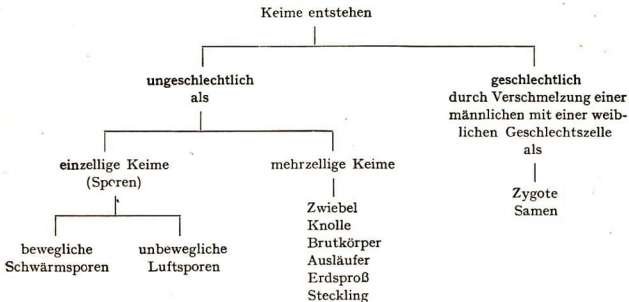 Keime entstehen
ungeschlechtlich
als
geschlechtlich
durch Verschmelzung einer
männlichen mit einer weib-
lichen Geschlechtszelle
als
einzellige Keime
(Sporen)
mehrzellige Keime
Zygote
Samen
bewegliche
Schwärmsporen
unbewegliche
Luftsporen
Zwiebel
Knolle
Brutkörper
Ausläufer
Erdsproß
Steckling